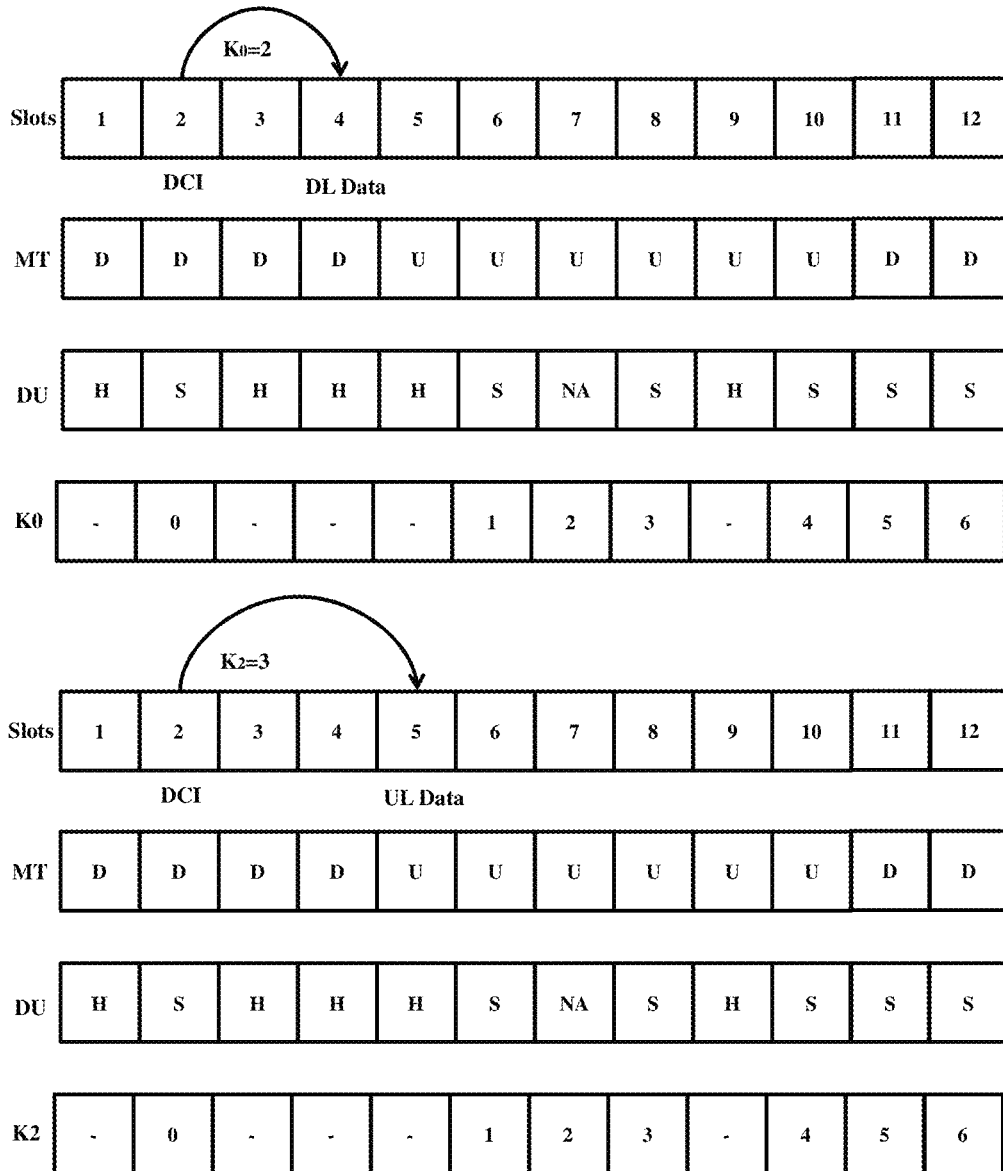 K0=2
Slots 1 2 3 4 5 6 7 8 9 10 11 12
DCI DL Data
MT D D D D U U U U U U D D
DU H S H H H S NA S H S S S
K0 - 0 - - - 1 2 3 - 4 5 6
K2=3
Slots 1 2 3 4 5 6 7 8 9 10 11 12
DCI UL Data
MT D D D D U U U U U U D D
DU H S H H H S NA S H S S S
K2 - 0 - - - 1 2 3 - 4 5 6